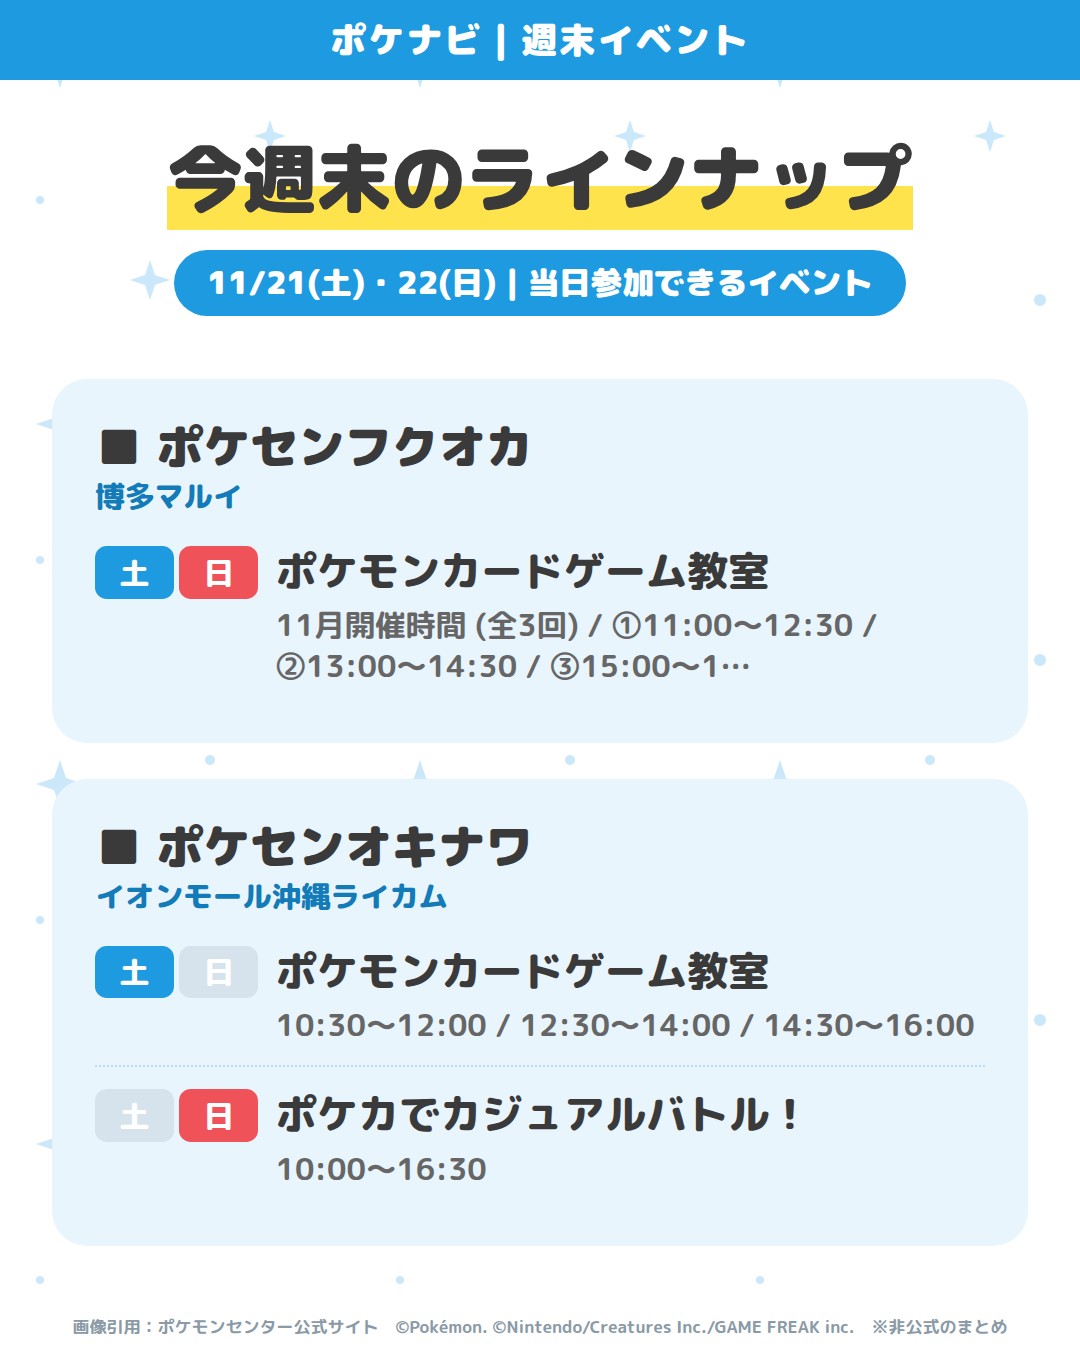 ポケナビ | 週末イベント
今週末のラインナップ
11/21(土)・22(日) | 当日参加できるイベント
■ ポケセンフクオカ
博多マルイ
土 日 ポケモンカードゲーム教室
11月開催時間 (全3回) / ①11:00〜12:30 /
②13:00〜14:30 / ③15:00〜1…
■ ポケセンオキナワ
イオンモール沖縄ライカム
土 日 ポケモンカードゲーム教室
10:30〜12:00 / 12:30〜14:00 / 14:30〜16:00
土 日 ポケカでカジュアルバトル！
10:00〜16:30
画像引用：ポケモンセンター公式サイト ©Pokémon. ©Nintendo/Creatures Inc./GAME FREAK inc. ※非公式のまとめ